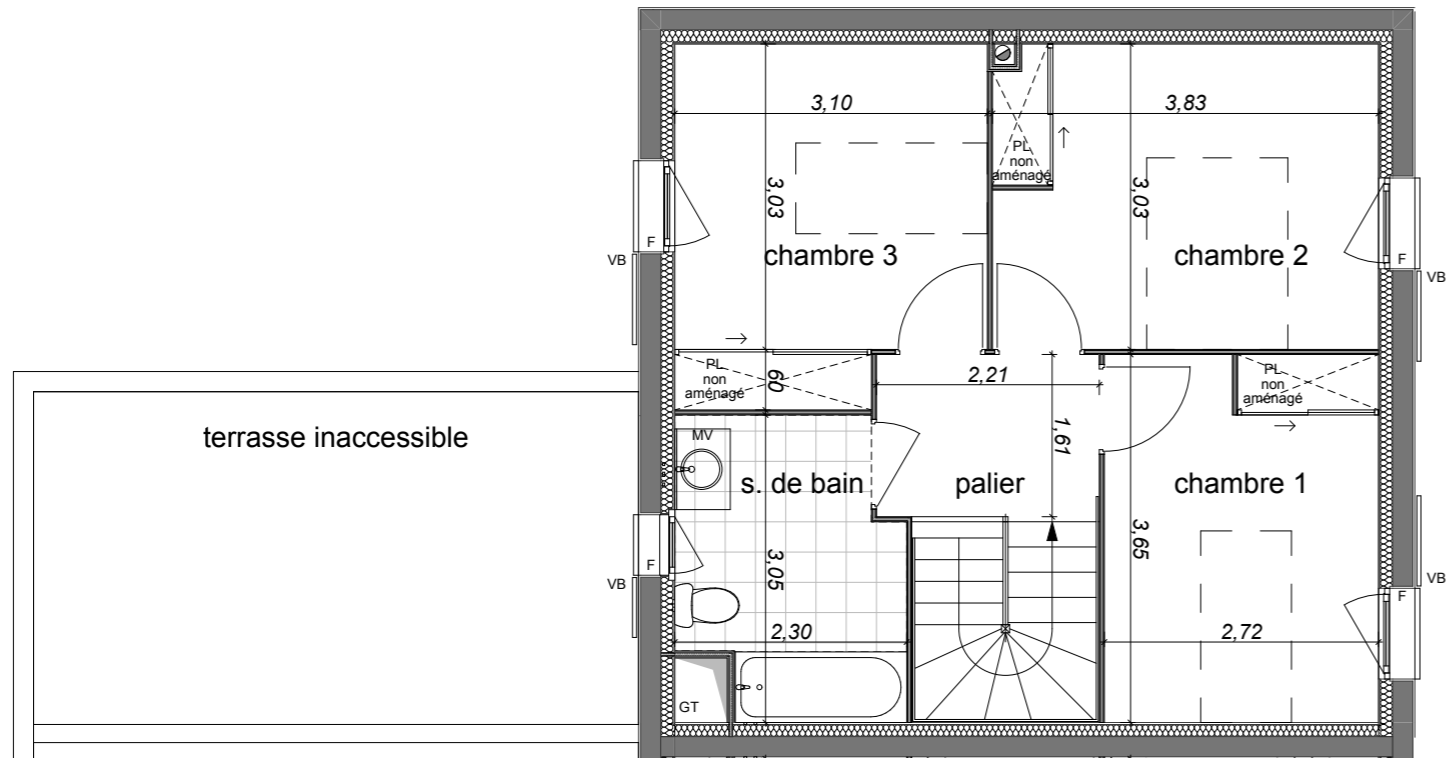 3,10
3,83
PL
non
aménagé
3,03
3,03
chambre 3
chambre 2
F
F
VB
VB
PL
non
aménagé
60
2,21
PL
non
aménagé
terrasse inaccessible
MV
1,61
s. de bain
palier
chambre 1
3,05
3,65
F
VB
VB
F
2,30
2,72
GT